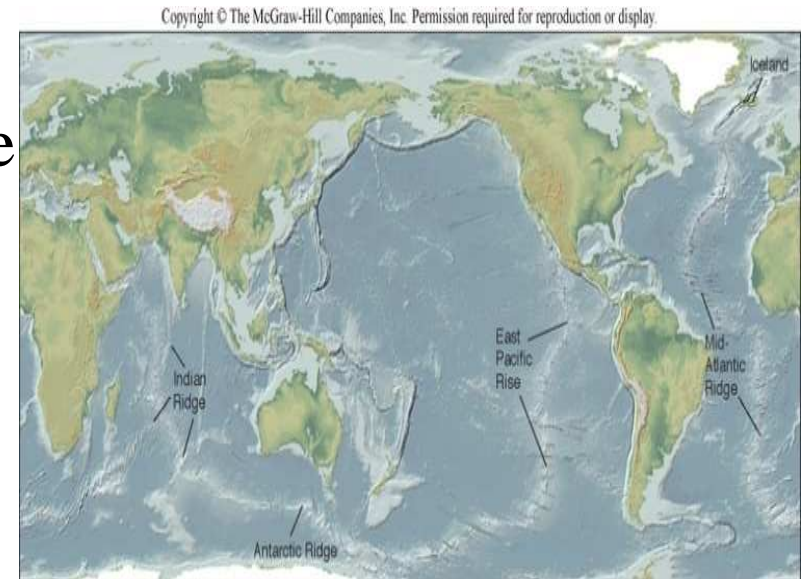 Copyright © The McGraw-Hill Companies, Inc. Permission required for reproduction or display.
e
Iceland
East
Pacific
Rise
Mid-
Atlantic
Ridge
Indian
Ridge
Antarctic Ridge